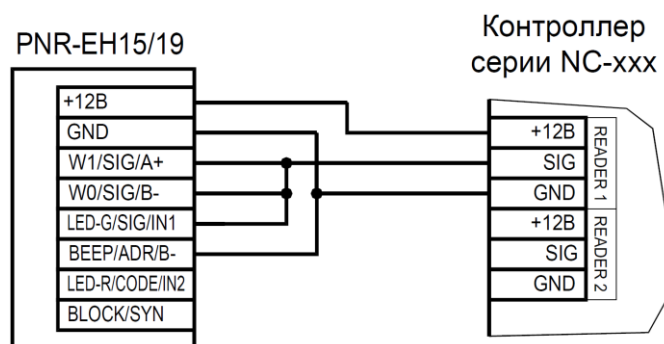 PNR-EH15/19
+12В
GND
W1/SIG/A+
W0/SIG/B-
LED-G/SIG/IN1
BEEP/ADR/B-
LED-R/CODE/IN2
BLOCK/SYN
Контроллер
серии NC-xxx
+12В
SIG
GND
READER 1
+12В
SIG
GND
READER 2